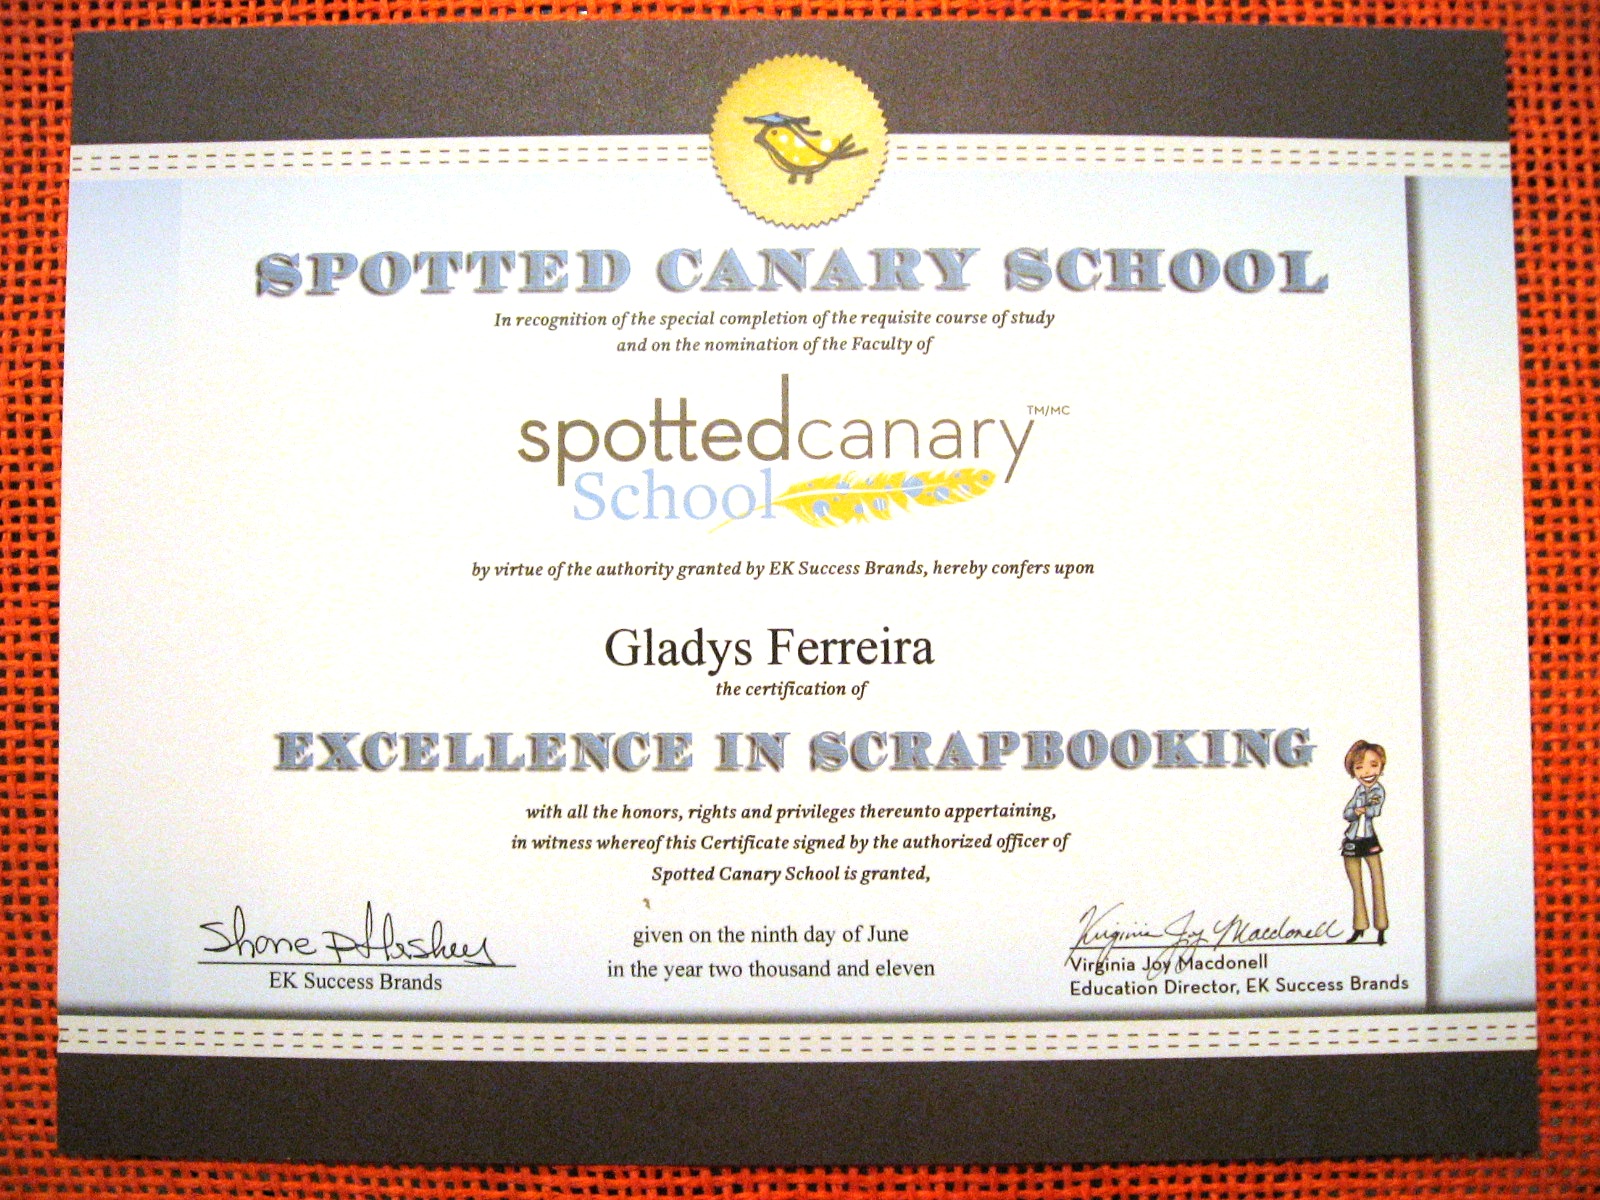 SPOTTED CANARY SCHOOL
In recognition of the special completion of the requisite course of study
and on the nomination of the Faculty of
spottedcanary TM/MC
School
by virtue of the authority granted by EK Success Brands, hereby confers upon
Gladys Ferreira
the certification of
EXCELLENCE IN SCRAPBOOKING
with all the honors, rights and privileges thereunto appertaining,
in witness whereof this Certificate signed by the authorized officer of
Spotted Canary School is granted,
given on the ninth day of June
in the year two thousand and eleven
Shane
EK Success Brands
Virginia Joy Macdonell
Virginia Joy Macdonell
Education Director, EK Success Brands